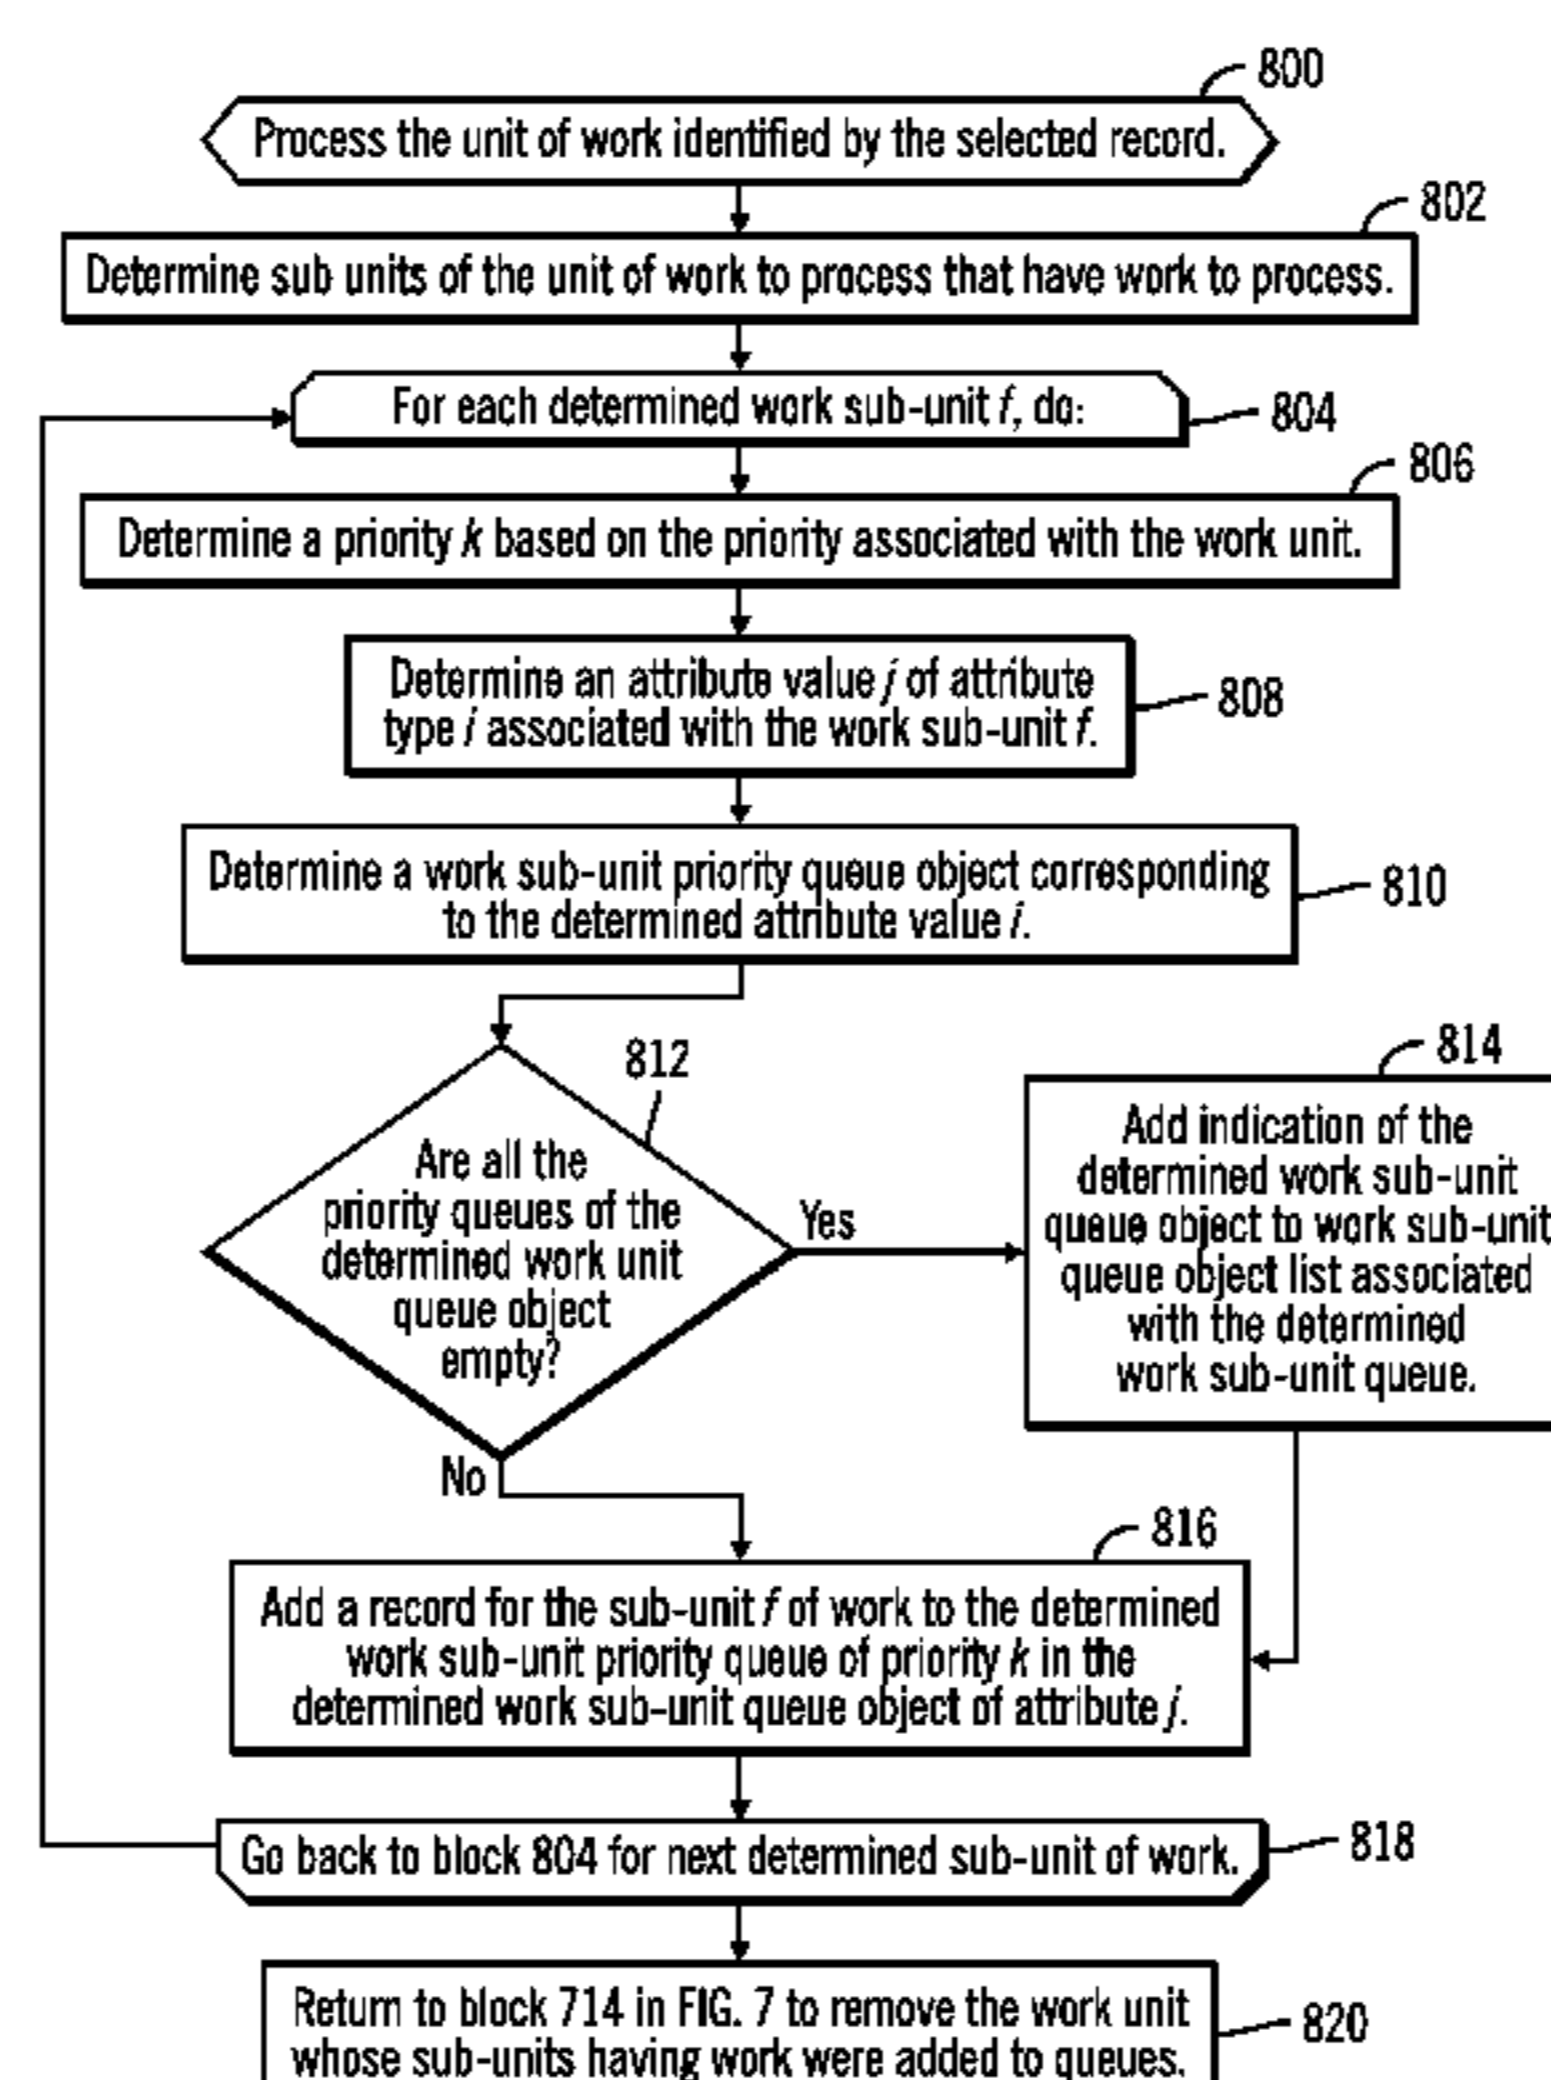 800
Process the unit of work identified by the selected record.
802
Determine sub units of the unit of work to process that have work to process.
For each determined work sub-unit f, do:
804
806
Determine a priority k based on the priority associated with the work unit.
Determine an attribute value j of attribute
type i associated with the work sub-unit f.
808
Determine a work sub-unit priority queue object corresponding
to the determined attribute value i.
810
812
Are all the
priority queues of the
determined work unit
queue object
empty?
Yes
No
814
Add indication of the
determined work sub-unit
queue object to work sub-unit
queue object list associated
with the determined
work sub-unit queue.
816
Add a record for the sub-unit f of work to the determined
work sub-unit priority queue of priority k in the
determined work sub-unit queue object of attribute j.
Go back to block 804 for next determined sub-unit of work.
818
Return to block 714 in FIG. 7 to remove the work unit
whose sub-units having work were added to queues.
820